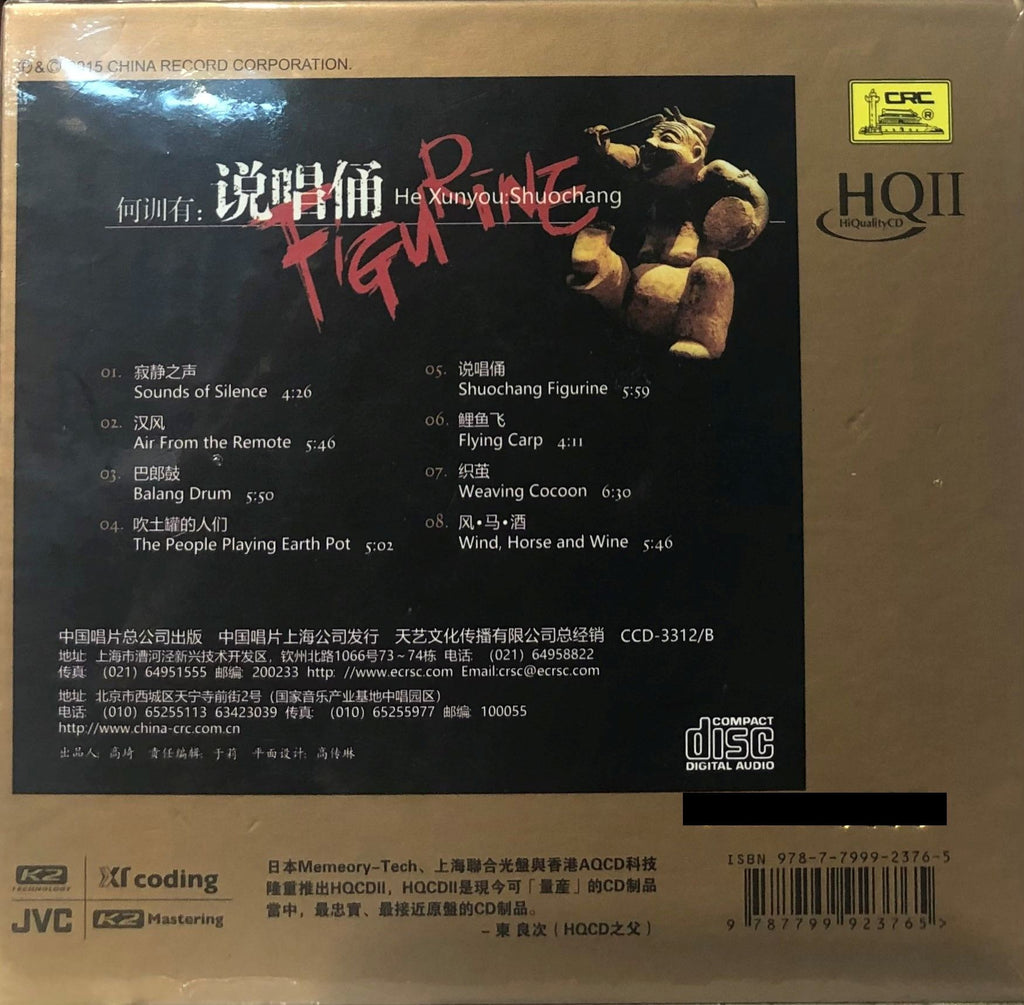 ℗ & © 2015 CHINA RECORD CORPORATION.
CRC ®
HQII
HiQualityCD
何训有: 说唱俑 He Xunyou:Shuochang
FIGURINE
01. 寂静之声
Sounds of Silence 4:26
02. 汉风
Air From the Remote 5:46
03. 巴郎鼓
Balang Drum 5:50
04. 吹土罐的人们
The People Playing Earth Pot 5:02
05. 说唱俑
Shuochang Figurine 5:59
06. 鲤鱼飞
Flying Carp 4:11
07. 织茧
Weaving Cocoon 6:30
08. 风•马•酒
Wind, Horse and Wine 5:46
中国唱片总公司出版 中国唱片上海公司发行 天艺文化传播有限公司总经销 CCD-3312/B
地址: 上海市漕河泾新兴技术开发区，钦州北路1066号73~74栋 电话: （021）64958822
传真: （021）64951555 邮编: 200233 http: //www.ecrsc.com Email:crsc@ecrsc.com
地址: 北京市西城区天宁寺前街2号（国家音乐产业基地中唱园区）
电话: （010）65255113 63423039 传真: （010）65255977 邮编: 100055
http://www.china-crc.com.cn
出品人: 高琦 责任编辑: 于莉 平面设计: 高传琳
COMPACT
disc
DIGITAL AUDIO
K2
TECHNOLOGY
Xr coding
JVC
K2 Mastering
日本Memeory-Tech、上海聯合光盤與香港AQCD科技
隆重推出HQCDII，HQCDII是現今可「量產」的CD制品
當中，最忠實、最接近原盤的CD制品。
- 東 良次（HQCD之父）
ISBN 978-7-7999-2376-5
9 787799 923765 >